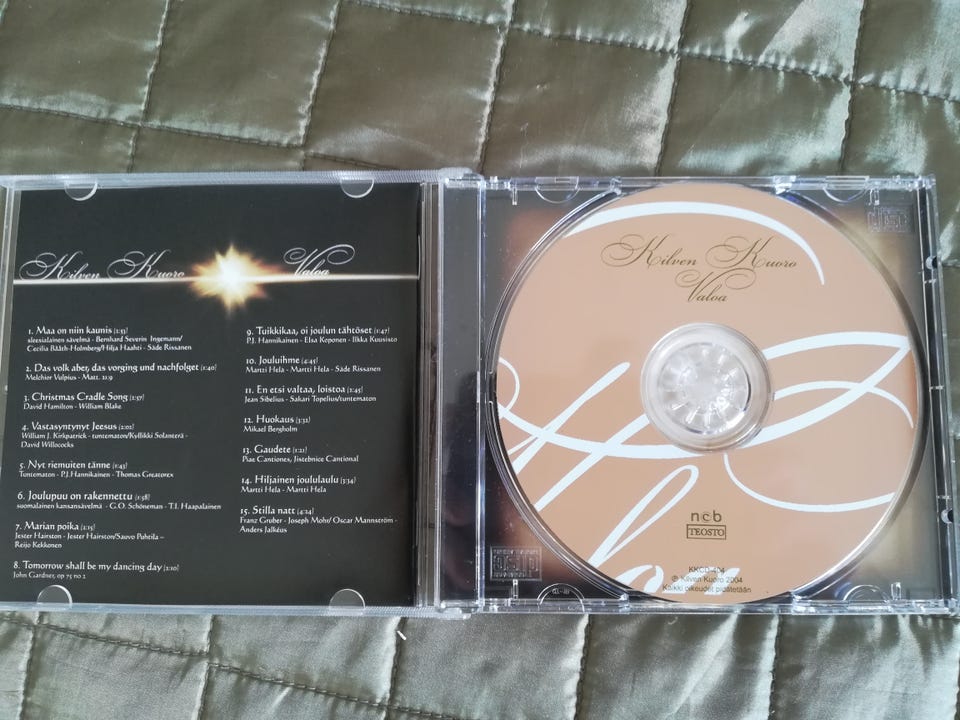 Kilven Kuoro Valoa
1. Maa on niin kaunis (2:53)
sleesialainen sävelmä - Bernhard Severin Ingemann/
Cecilia Bååth-Holmberg/Hilja Haahti - Säde Rissanen
2. Das volk aber, das vorging und nachfolget (1:40)
Melchior Vulpius - Matt. 21:9
3. Christmas Cradle Song (2:57)
David Hamilton - William Blake
4. Vastasyntynyt Jeesus (2:02)
William J. Kirkpatrick - tuntematon/Kyllikki Solanterä -
David Willcocks
5. Nyt riemuiten tänne (1:43)
Tuntematon - P.J.Hannikainen - Thomas Greatorex
6. Joulupuu on rakennettu (1:58)
suomalainen kansansävelmä - G.O. Schöneman - T.I. Haapalainen
7. Marian poika (2:15)
Jester Hairston - Jester Hairston/Sauvo Puhtila –
Reijo Kekkonen
8. Tomorrow shall be my dancing day (2:10)
John Gardner, op 75 no 2
9. Tuikkikaa, oi joulun tähtöset (1:47)
P.J. Hannikainen - Elsa Koponen - Ilkka Kuusisto
10. Jouluihme (4:45)
Martti Hela - Martti Hela - Säde Rissanen
11. En etsi valtaa, loistoa (2:45)
Jean Sibelius - Sakari Topelius/tuntematon
12. Huokaus (3:32)
Mikael Bergholm
13. Gaudete (1:21)
Piae Cantiones, Jistebnice Cantional
14. Hiljainen joululaulu (3:34)
Martti Hela - Martti Hela
15. Stilla natt (4:24)
Franz Gruber - Joseph Mohr/ Oscar Mannström -
Anders Jalkéus
Kilven Kuoro
Valoa
ncb
TEOSTO
KKCD-404
℗ Kilven Kuoro 2004
Kaikki oikeudet pidätetään